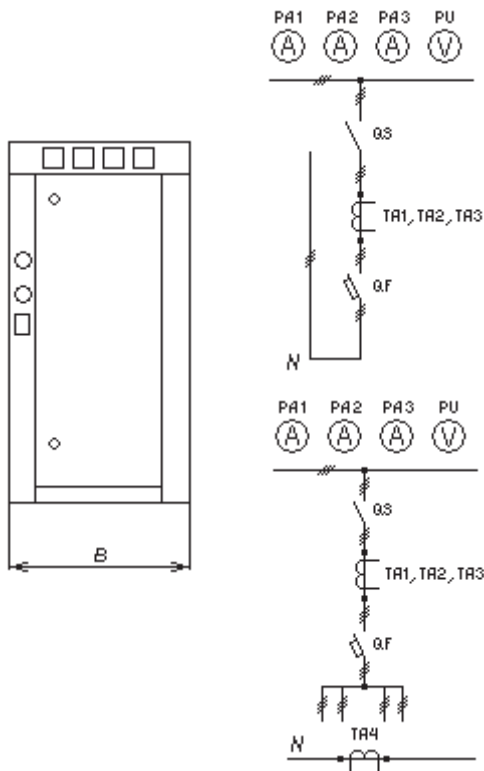 PA1 PA2 PA3 PU
A A A V
QS
TA1, TA2, TA3
QF
N
B
PA1 PA2 PA3 PU
A A A V
QS
TA1, TA2, TA3
QF
TA4
N